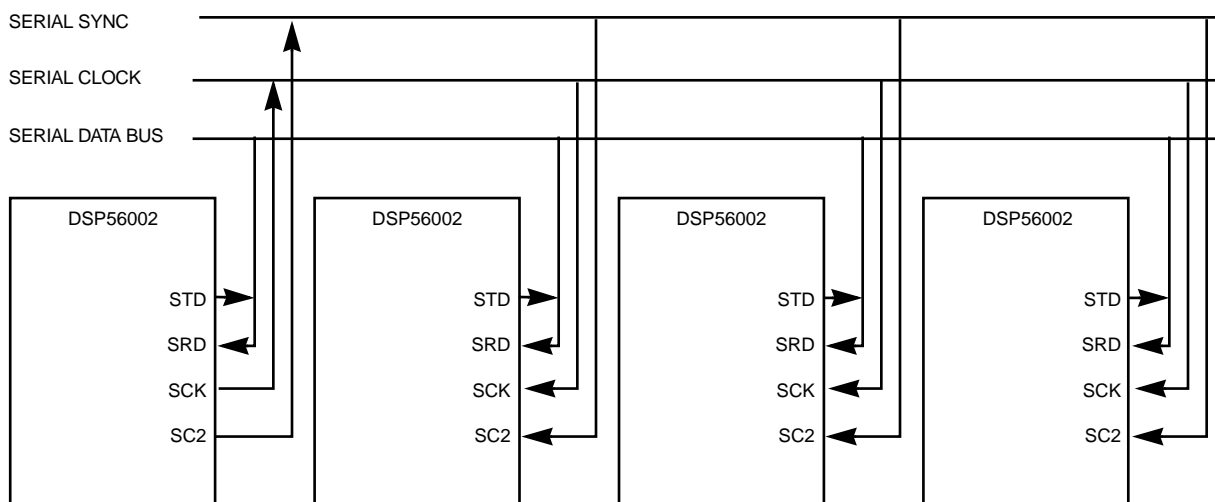 SERIAL SYNC
SERIAL CLOCK
SERIAL DATA BUS
DSP56002
STD
SRD
SCK
SC2
DSP56002
STD
SRD
SCK
SC2
DSP56002
STD
SRD
SCK
SC2
DSP56002
STD
SRD
SCK
SC2